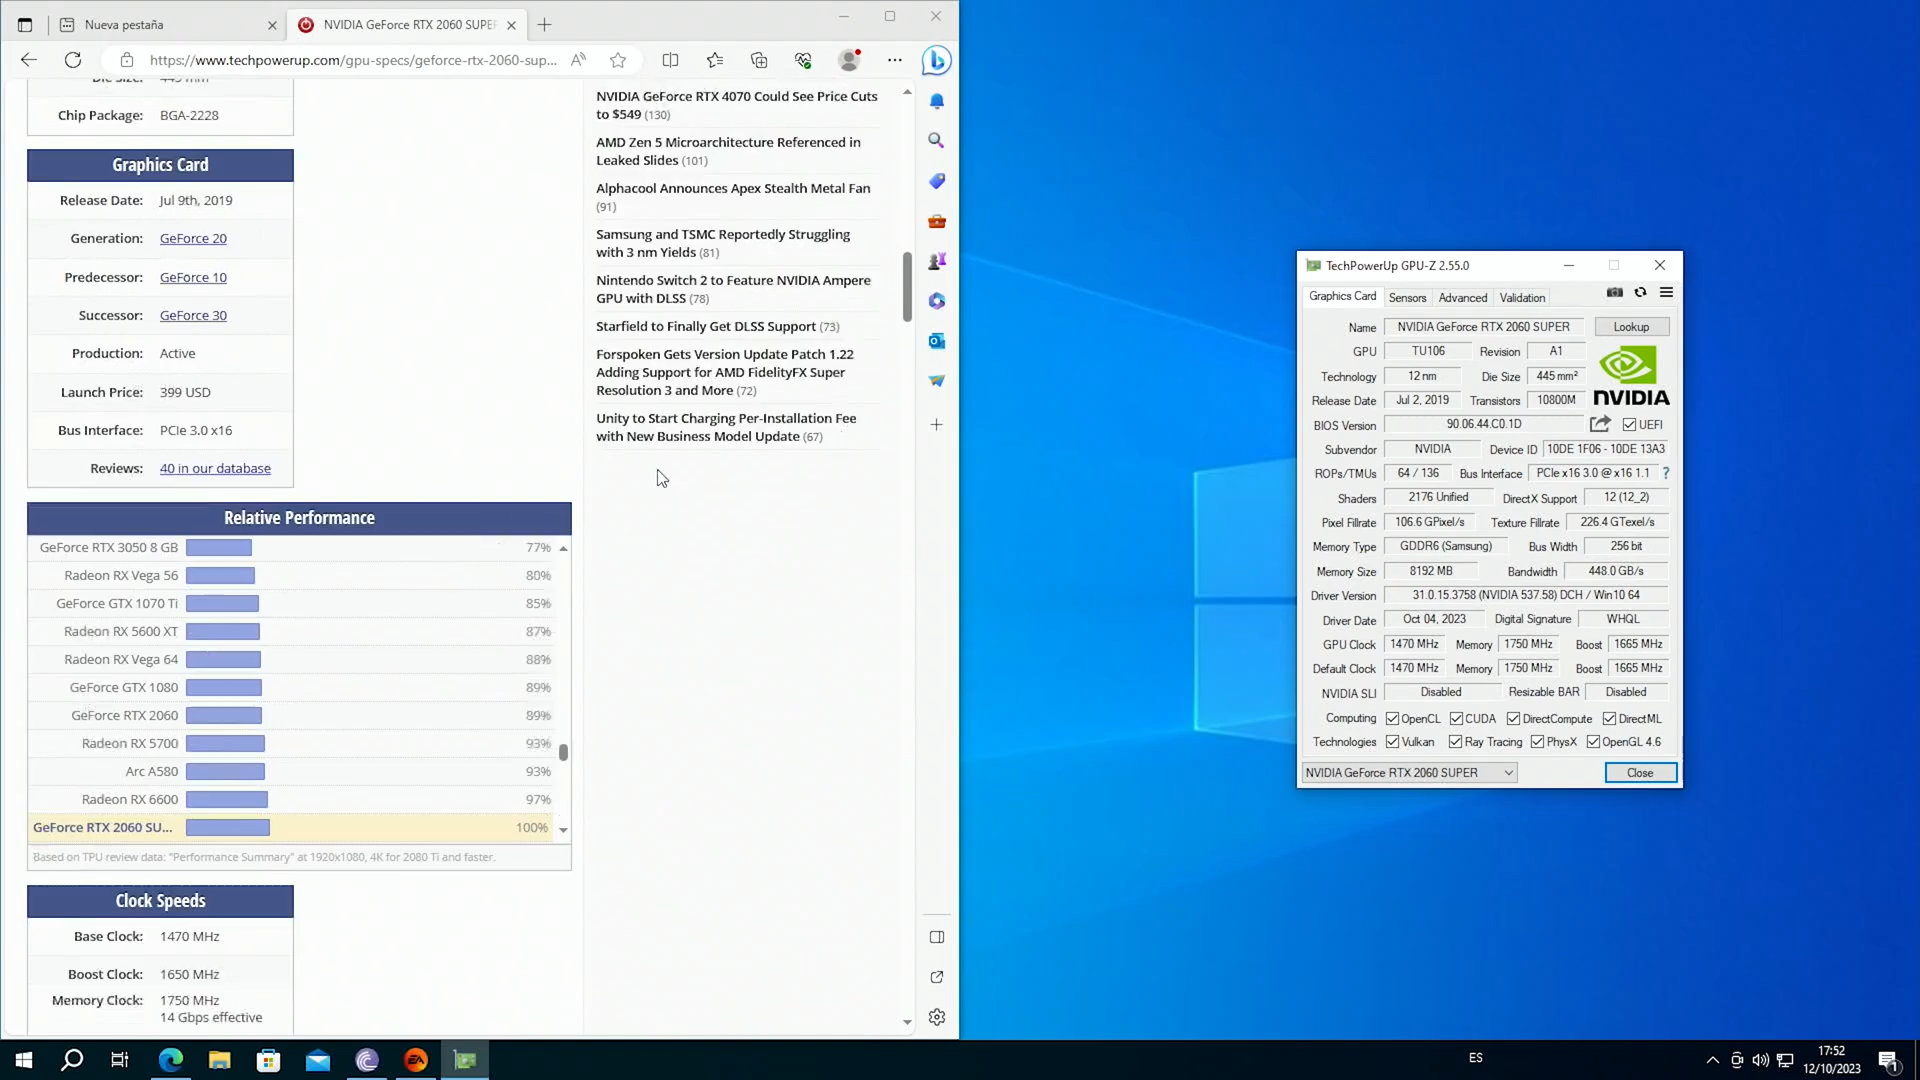 Nueva pestaña
NVIDIA GeForce RTX 2060 SUPER
https://www.techpowerup.com/gpu-specs/geforce-rtx-2060-sup...
Die Size: 445 mm²
Chip Package: BGA-2228
Graphics Card
Release Date: Jul 9th, 2019
Generation: GeForce 20
Predecessor: GeForce 10
Successor: GeForce 30
Production: Active
Launch Price: 399 USD
Bus Interface: PCIe 3.0 x16
Reviews: 40 in our database
Relative Performance
GeForce RTX 3050 8 GB 77%
Radeon RX Vega 56 80%
GeForce GTX 1070 Ti 85%
Radeon RX 5600 XT 87%
Radeon RX Vega 64 88%
GeForce GTX 1080 89%
GeForce RTX 2060 89%
Radeon RX 5700 93%
Arc A580 93%
Radeon RX 6600 97%
GeForce RTX 2060 SU... 100%
Based on TPU review data: "Performance Summary" at 1920x1080, 4K for 2080 Ti and faster.
Clock Speeds
Base Clock: 1470 MHz
Boost Clock: 1650 MHz
Memory Clock: 1750 MHz
14 Gbps effective
NVIDIA GeForce RTX 4070 Could See Price Cuts
to $549 (130)
AMD Zen 5 Microarchitecture Referenced in
Leaked Slides (101)
Alphacool Announces Apex Stealth Metal Fan
(91)
Samsung and TSMC Reportedly Struggling
with 3 nm Yields (81)
Nintendo Switch 2 to Feature NVIDIA Ampere
GPU with DLSS (78)
Starfield to Finally Get DLSS Support (73)
Forspoken Gets Version Update Patch 1.22
Adding Support for AMD FidelityFX Super
Resolution 3 and More (72)
Unity to Start Charging Per-Installation Fee
with New Business Model Update (67)
TechPowerUp GPU-Z 2.55.0
Graphics Card Sensors Advanced Validation
Name NVIDIA GeForce RTX 2060 SUPER Lookup
GPU TU106 Revision A1
Technology 12 nm Die Size 445 mm²
NVIDIA
Release Date Jul 2, 2019 Transistors 10800M
BIOS Version 90.06.44.C0.1D UEFI
Subvendor NVIDIA Device ID 10DE 1F06 - 10DE 13A3
ROPs/TMUs 64 / 136 Bus Interface PCIe x16 3.0 @ x16 1.1 ?
Shaders 2176 Unified DirectX Support 12 (12_2)
Pixel Fillrate 106.6 GPixel/s Texture Fillrate 226.4 GTexel/s
Memory Type GDDR6 (Samsung) Bus Width 256 bit
Memory Size 8192 MB Bandwidth 448.0 GB/s
Driver Version 31.0.15.3758 (NVIDIA 537.58) DCH / Win10 64
Driver Date Oct 04, 2023 Digital Signature WHQL
GPU Clock 1470 MHz Memory 1750 MHz Boost 1665 MHz
Default Clock 1470 MHz Memory 1750 MHz Boost 1665 MHz
NVIDIA SLI Disabled Resizable BAR Disabled
Computing OpenCL CUDA DirectCompute DirectML
Technologies Vulkan Ray Tracing PhysX OpenGL 4.6
NVIDIA GeForce RTX 2060 SUPER Close
EA
ES
17:52
12/10/2023
1